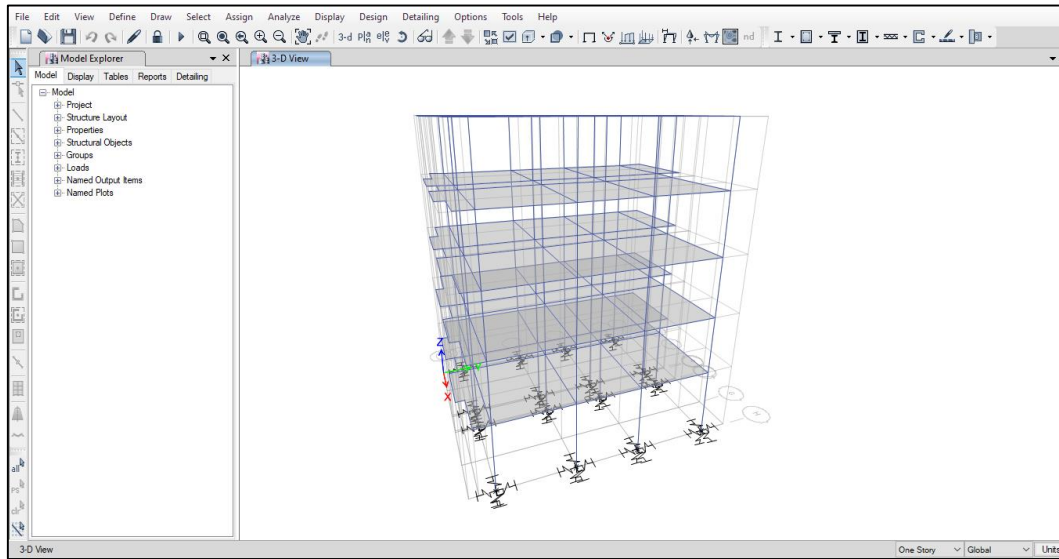 File Edit View Define Draw Select Assign Analyze Display Design Detailing Options Tools Help
3-d
nd
Model Explorer
3-D View
Model Display Tables Reports Detailing
Model
Project
Structure Layout
Properties
Structural Objects
Groups
Loads
Named Output Items
Named Plots
Z
X
all
3-D View
One Story Global Units